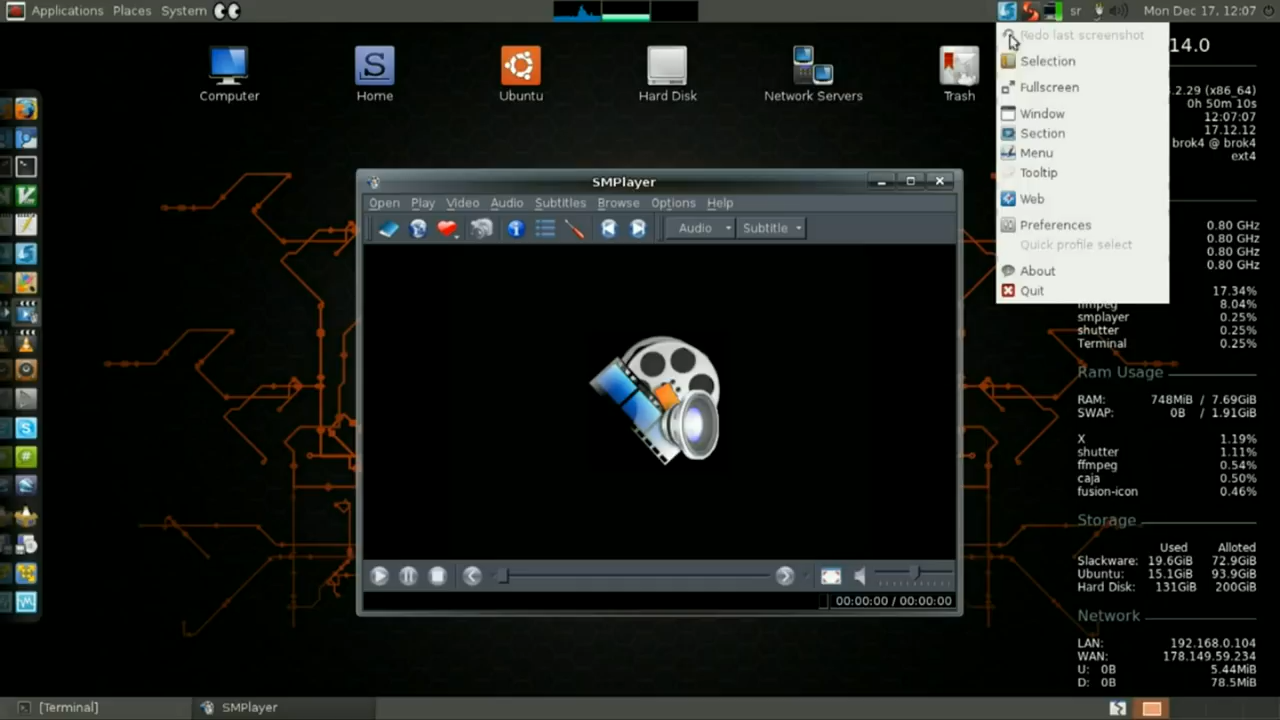 Applications Places System
sr Mon Dec 17, 12:07
Computer
Home
Ubuntu
Hard Disk
Network Servers
Trash
Redo last screenshot
Selection
Fullscreen
Window
Section
Menu
Tooltip
Web
Preferences
Quick profile select
About
Quit
14.0
.2.29 (x86_64)
0h 50m 10s
12:07:07
17.12.12
brok4 @ brok4
ext4
SMPlayer
Open Play Video Audio Subtitles Browse Options Help
Audio Subtitle
00:00:00 / 00:00:00
0.80 GHz
0.80 GHz
0.80 GHz
0.80 GHz
17.34%
ffmpeg 8.04%
smplayer 0.25%
shutter 0.25%
Terminal 0.25%
Ram Usage
RAM: 748MiB / 7.69GiB
SWAP: 0B / 1.91GiB
X 1.19%
shutter 1.11%
ffmpeg 0.54%
caja 0.50%
fusion-icon 0.46%
Storage
Used Alloted
Slackware: 19.6GiB 72.9GiB
Ubuntu: 15.1GiB 93.9GiB
Hard Disk: 131GiB 200GiB
Network
LAN: 192.168.0.104
WAN: 178.149.59.234
U: 0B 5.44MiB
D: 0B 78.5MiB
[Terminal] SMPlayer